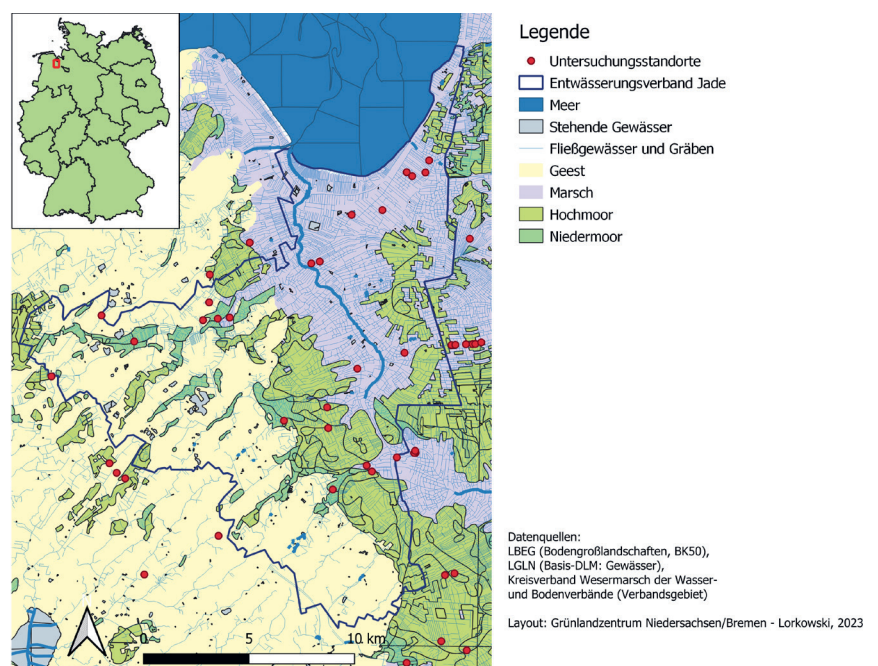 Legende
Untersuchungsstandorte
Entwässerungsverband Jade
Meer
Stehende Gewässer
Fließgewässer und Gräben
Geest
Marsch
Hochmoor
Niedermoor
Datenquellen:
LBEG (Bodengroßlandschaften, BK50),
LGLN (Basis-DLM: Gewässer),
Kreisverband Wesermarsch der Wasser-
und Bodenverbände (Verbandsgebiet)
Layout: Grünlandzentrum Niedersachsen/Bremen - Lorkowski, 2023
0 5 10 km